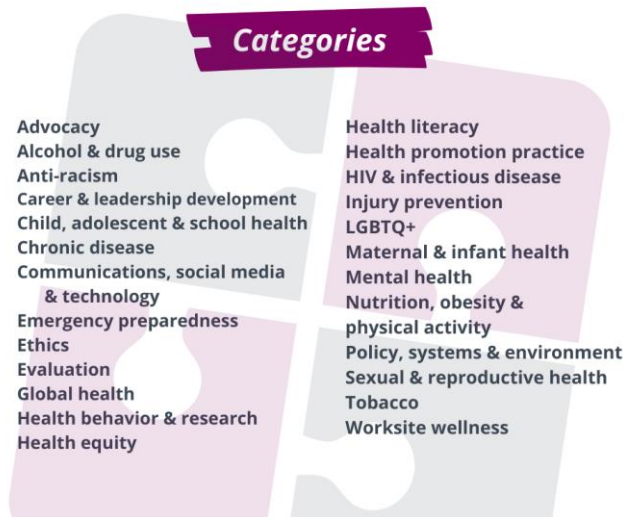 Categories
Advocacy
Alcohol & drug use
Anti-racism
Career & leadership development
Child, adolescent & school health
Chronic disease
Communications, social media
& technology
Emergency preparedness
Ethics
Evaluation
Global health
Health behavior & research
Health equity
Health literacy
Health promotion practice
HIV & infectious disease
Injury prevention
LGBTQ+
Maternal & infant health
Mental health
Nutrition, obesity &
physical activity
Policy, systems & environment
Sexual & reproductive health
Tobacco
Worksite wellness